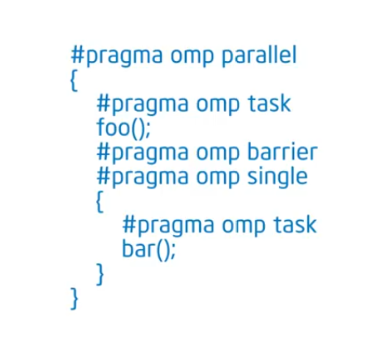 #pragma omp parallel
{
#pragma omp task
foo();
#pragma omp barrier
#pragma omp single
{
#pragma omp task
bar();
}
}